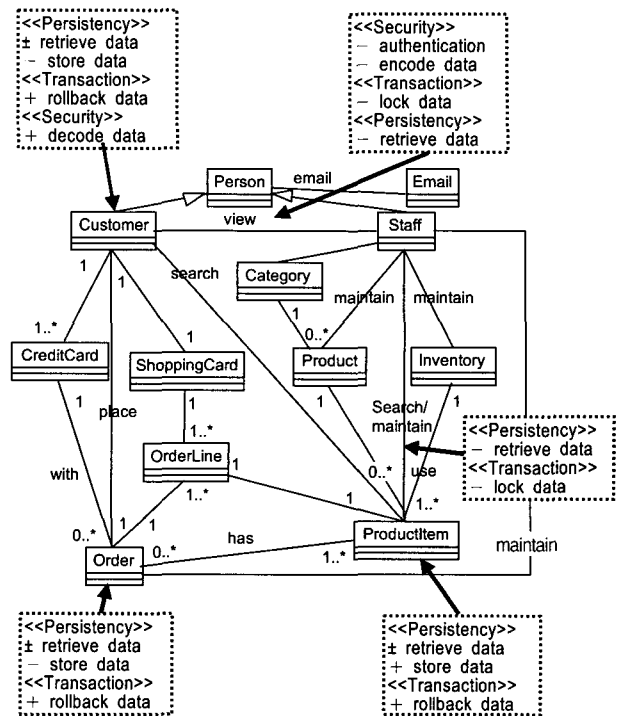 <<Persistency>>
± retrieve data
− store data
<<Transaction>>
+ rollback data
<<Security>>
+ decode data
<<Security>>
− authentication
− encode data
<<Transaction>>
− lock data
<<Persistency>>
− retrieve data
Person
email
Email
Customer
view
Staff
1
1
search
Category
maintain
maintain
1
1..*
1
0..*
CreditCard
ShoppingCard
Product
Inventory
1
place
1
1
1
Search/
maintain
<<Persistency>>
− retrieve data
<<Transaction>>
− lock data
1..*
OrderLine
with
1
0..*
use
1..*
1
1..*
0..*
1
1
Order
0..*
has
1..*
ProductItem
maintain
<<Persistency>>
± retrieve data
− store data
<<Transaction>>
+ rollback data
<<Persistency>>
± retrieve data
+ store data
<<Transaction>>
+ rollback data